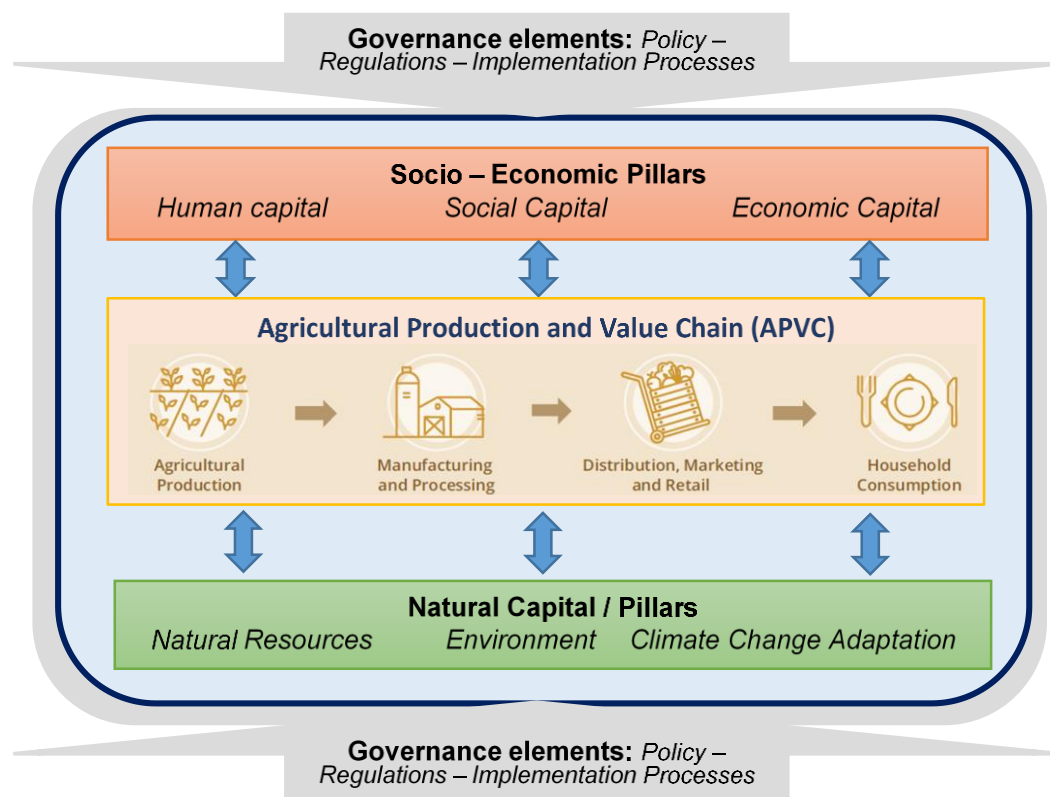 Governance elements: Policy –
Regulations – Implementation Processes
Socio – Economic Pillars
Human capital Social Capital Economic Capital
Agricultural Production and Value Chain (APVC)
Agricultural
Production
Manufacturing
and Processing
Distribution, Marketing
and Retail
Household
Consumption
Natural Capital / Pillars
Natural Resources Environment Climate Change Adaptation
Governance elements: Policy –
Regulations – Implementation Processes